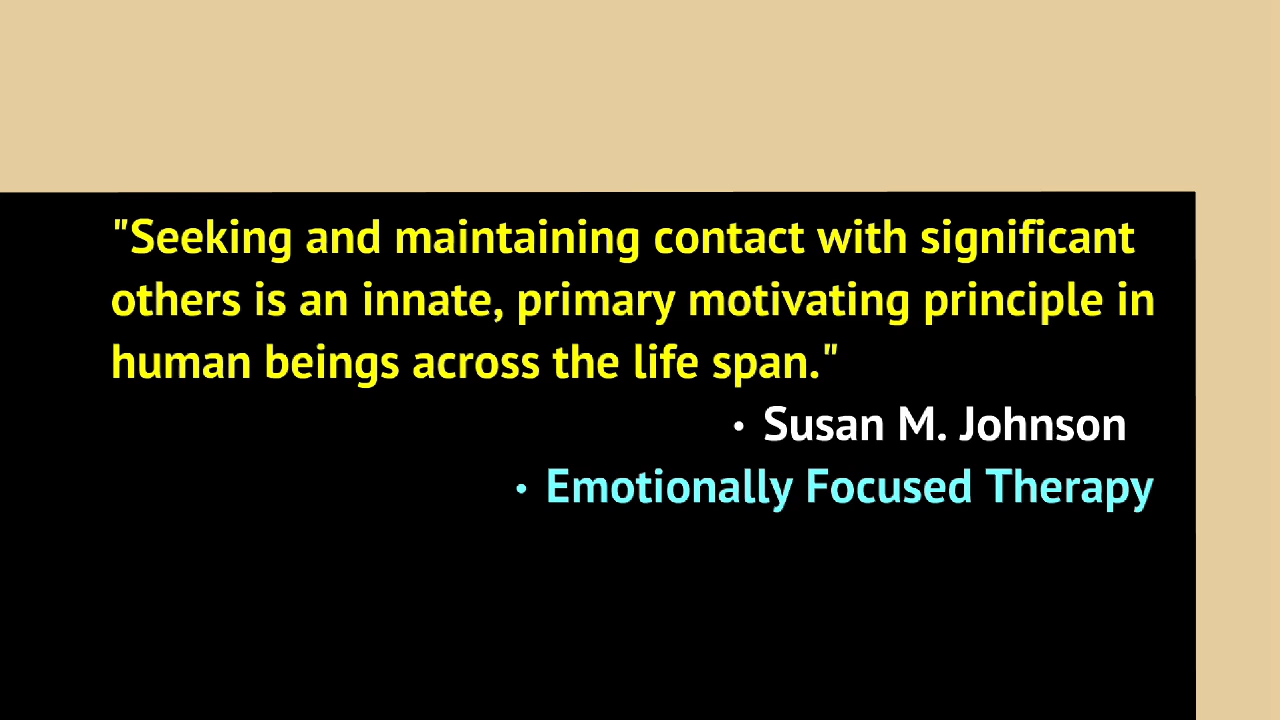 "Seeking and maintaining contact with significant
others is an innate, primary motivating principle in
human beings across the life span."
• Susan M. Johnson
• Emotionally Focused Therapy